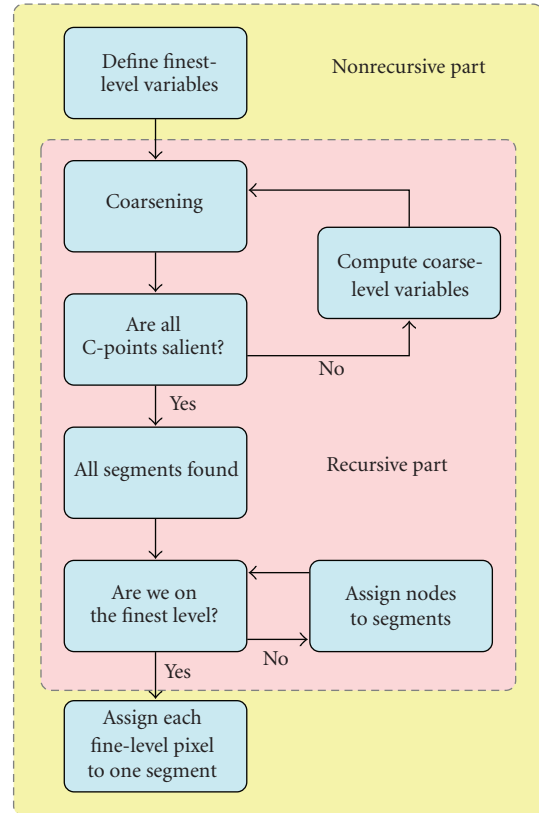 Define finest-
level variables
Nonrecursive part
Coarsening
Compute coarse-
level variables
Are all
C-points salient?
No
Yes
All segments found
Recursive part
Are we on
the finest level?
Assign nodes
to segments
No
Yes
Assign each
fine-level pixel
to one segment